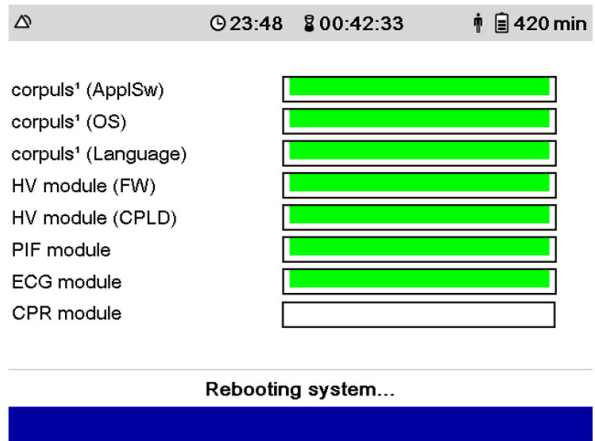 23:48 00:42:33 420 min
corpuls¹ (ApplSw)
corpuls¹ (OS)
corpuls¹ (Language)
HV module (FW)
HV module (CPLD)
PIF module
ECG module
CPR module
Rebooting system...